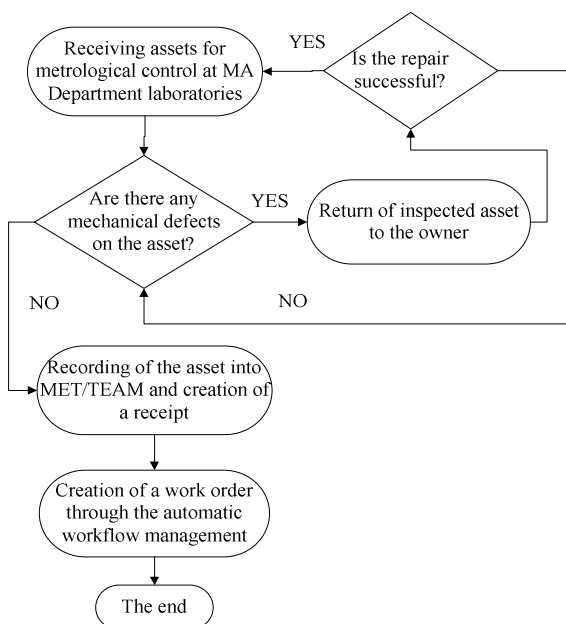 Receiving assets for
metrological control at MA
Department laboratories
YES
Is the repair
successful?
Are there any
mechanical defects
on the asset?
YES
Return of inspected asset
to the owner
NO
NO
Recording of the asset into
MET/TEAM and creation of
a receipt
Creation of a work order
through the automatic
workflow management
The end